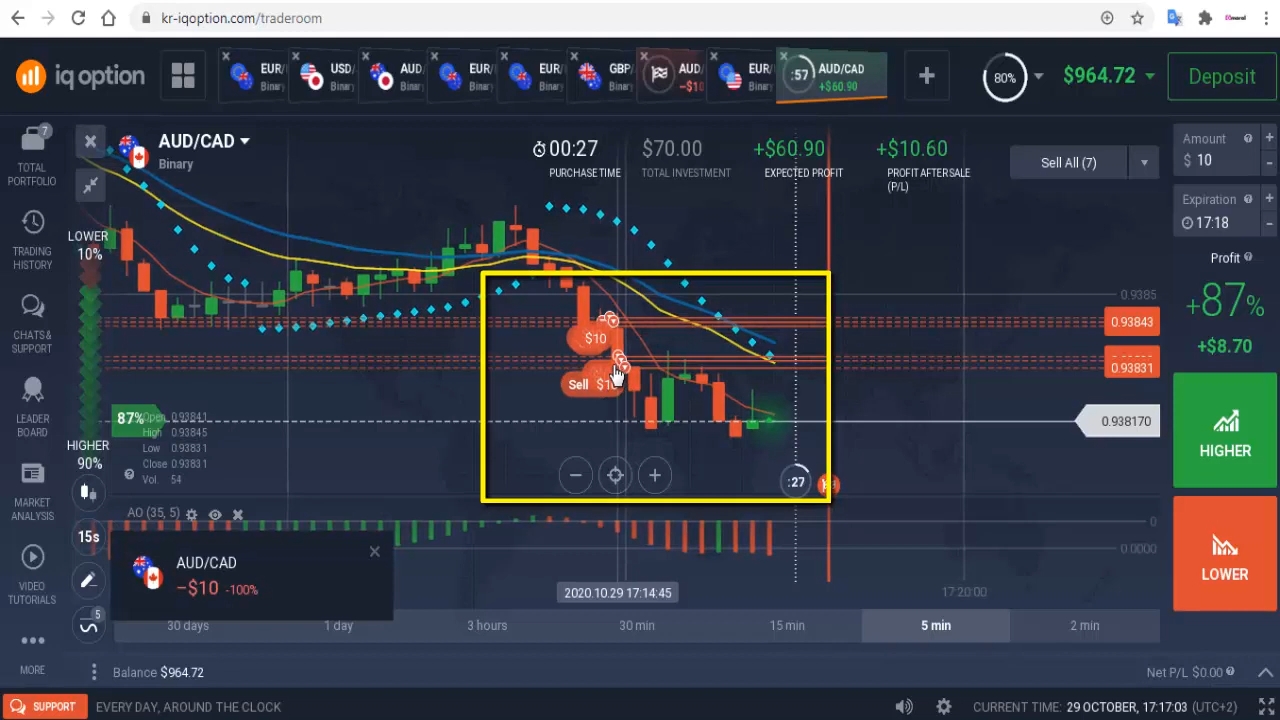 kr-iqoption.com/traderoom
iq option
EUR/
Binary
USD/
Binary
AUD/
Binary
EUR/
Binary
EUR/
Binary
GBP/
Binary
AUD/
−$10
EUR/
Binary
:57
AUD/CAD
+$60.90
+
80%
$964.72
Deposit
7
TOTAL
PORTFOLIO
TRADING
HISTORY
CHATS &
SUPPORT
LEADER
BOARD
MARKET
ANALYSIS
VIDEO
TUTORIALS
MORE
AUD/CAD
Binary
00:27
PURCHASE TIME
$70.00
TOTAL INVESTMENT
+$60.90
EXPECTED PROFIT
+$10.60
PROFIT AFTER SALE
(P/L)
Sell All (7)
Amount
$ 10
Expiration
17:18
Profit
+87%
+$8.70
HIGHER
LOWER
LOWER
10%
87%
HIGHER
90%
Open 0.93841
High 0.93845
Low 0.93831
Close 0.93831
Vol. 54
$10
Sell
0.9385
0.93843
0.93831
0.938170
:27
AO (35, 5)
0
0.0000
15s
5
AUD/CAD
−$10 -100%
2020.10.29 17:14:45
17:20:00
30 days
1 day
3 hours
30 min
15 min
5 min
2 min
Balance $964.72
Net P/L $0.00
SUPPORT
EVERY DAY, AROUND THE CLOCK
CURRENT TIME: 29 OCTOBER, 17:17:03 (UTC+2)